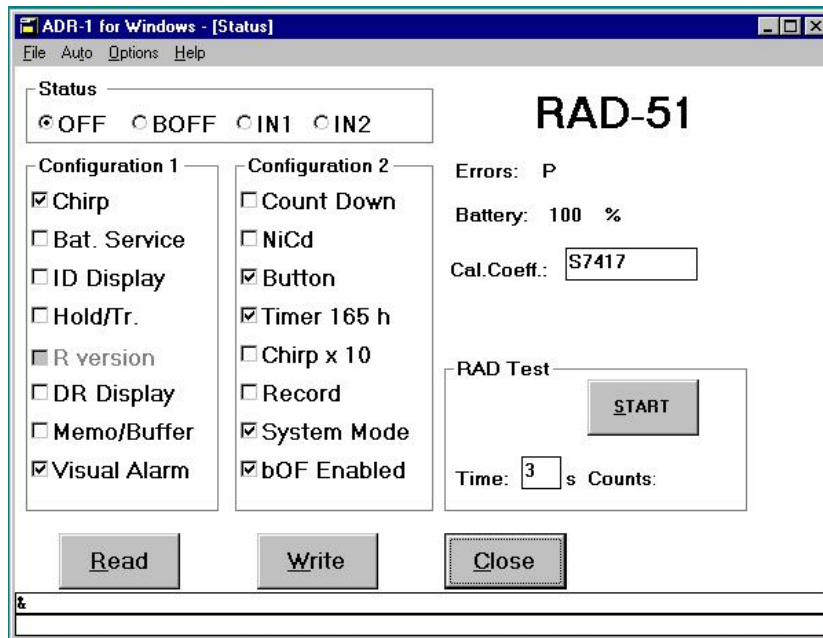 ADR-1 for Windows - [Status]
File Auto Options Help
Status
OFF BOFF IN1 IN2
RAD-51
Configuration 1
Chirp
Bat. Service
ID Display
Hold/Tr.
R version
DR Display
Memo/Buffer
Visual Alarm
Configuration 2
Count Down
NiCd
Button
Timer 165 h
Chirp x 10
Record
System Mode
bOF Enabled
Errors: P
Battery: 100 %
Cal.Coeff.: S7417
RAD Test
START
Time: 3 s Counts:
Read Write Close
&